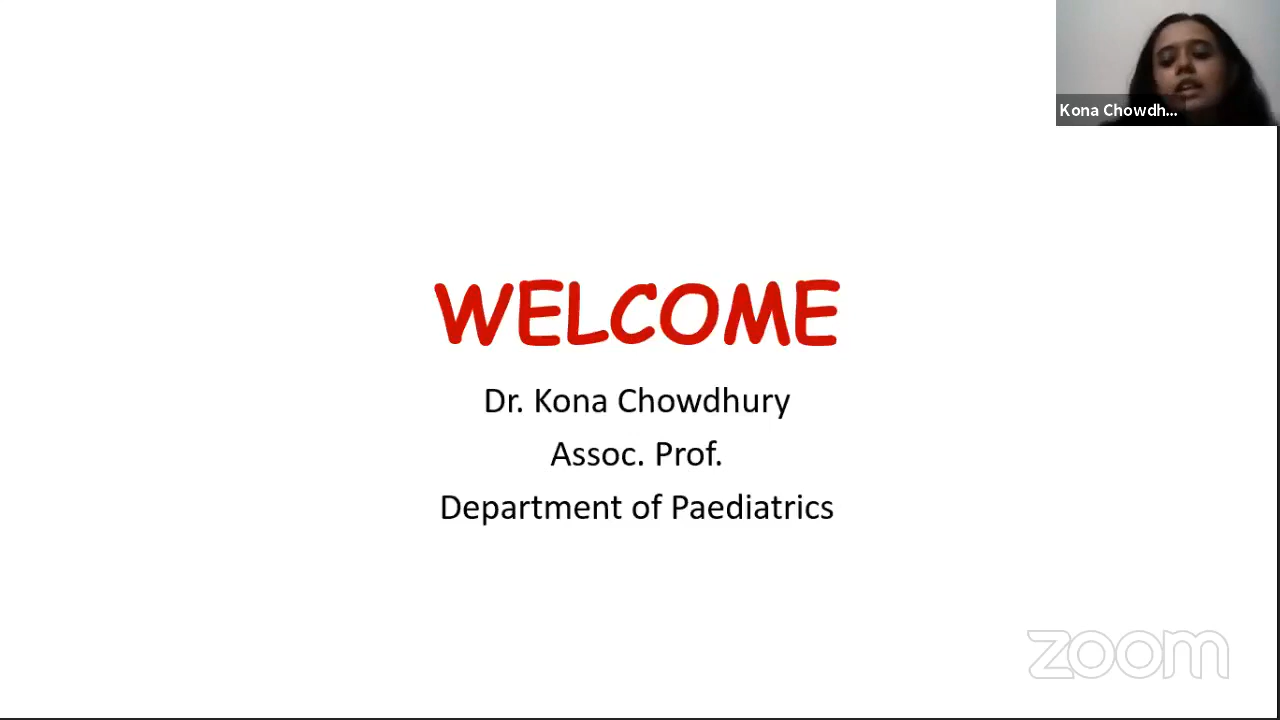 Kona Chowdh...
WELCOME
Dr. Kona Chowdhury
Assoc. Prof.
Department of Paediatrics
zoom